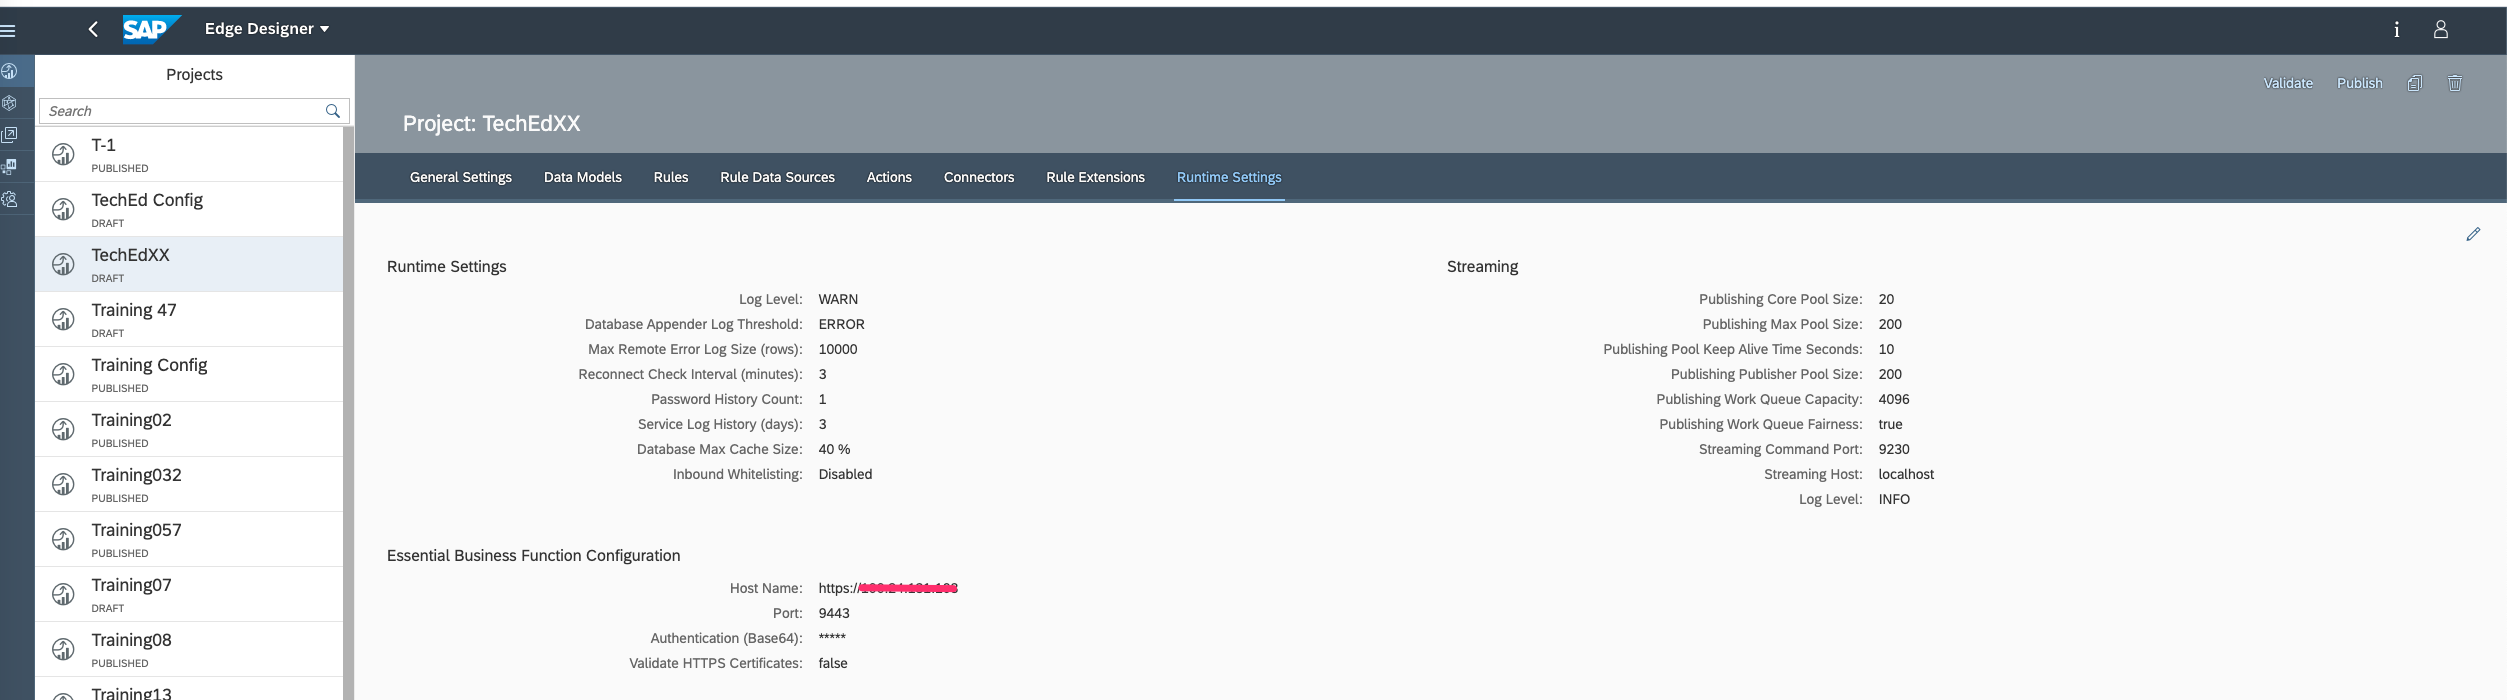 SAP Edge Designer
i
Projects
Search
T-1
PUBLISHED
TechEd Config
DRAFT
TechEdXX
DRAFT
Training 47
DRAFT
Training Config
PUBLISHED
Training02
PUBLISHED
Training032
PUBLISHED
Training057
PUBLISHED
Training07
DRAFT
Training08
PUBLISHED
Training13
Validate Publish
Project: TechEdXX
General Settings Data Models Rules Rule Data Sources Actions Connectors Rule Extensions Runtime Settings
Runtime Settings
Log Level: WARN
Database Appender Log Threshold: ERROR
Max Remote Error Log Size (rows): 10000
Reconnect Check Interval (minutes): 3
Password History Count: 1
Service Log History (days): 3
Database Max Cache Size: 40 %
Inbound Whitelisting: Disabled
Streaming
Publishing Core Pool Size: 20
Publishing Max Pool Size: 200
Publishing Pool Keep Alive Time Seconds: 10
Publishing Publisher Pool Size: 200
Publishing Work Queue Capacity: 4096
Publishing Work Queue Fairness: true
Streaming Command Port: 9230
Streaming Host: localhost
Log Level: INFO
Essential Business Function Configuration
Host Name: https://
Port: 9443
Authentication (Base64): *****
Validate HTTPS Certificates: false